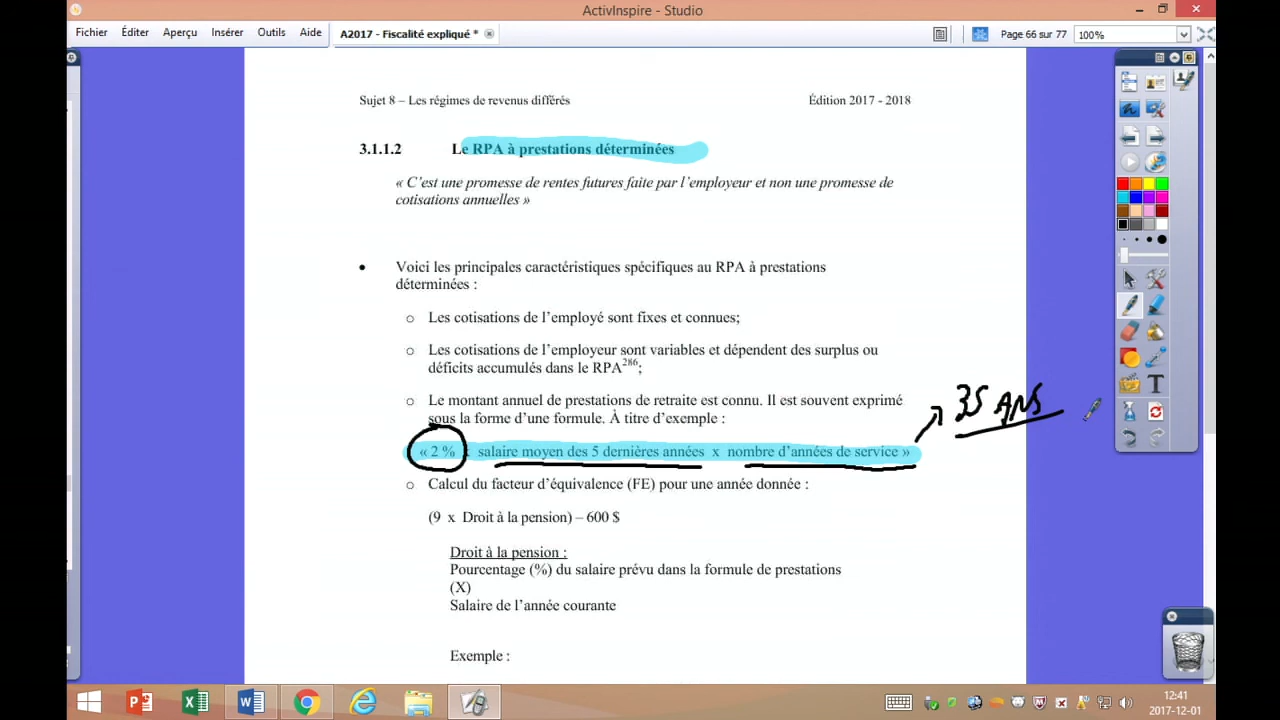 ActivInspire - Studio
Fichier Éditer Aperçu Insérer Outils Aide
A2017 - Fiscalité expliqué *
Page 66 sur 77
100%
Sujet 8 – Les régimes de revenus différés
Édition 2017 - 2018
3.1.1.2 Le RPA à prestations déterminées
« C’est une promesse de rentes futures faite par l’employeur et non une promesse de
cotisations annuelles »
• Voici les principales caractéristiques spécifiques au RPA à prestations
déterminées :
o Les cotisations de l’employé sont fixes et connues;
o Les cotisations de l’employeur sont variables et dépendent des surplus ou
déficits accumulés dans le RPA286;
o Le montant annuel de prestations de retraite est connu. Il est souvent exprimé
sous la forme d’une formule. À titre d’exemple :
35 ANS
« 2 % x salaire moyen des 5 dernières années x nombre d’années de service »
o Calcul du facteur d’équivalence (FE) pour une année donnée :
(9 x Droit à la pension) – 600 $
Droit à la pension :
Pourcentage (%) du salaire prévu dans la formule de prestations
(X)
Salaire de l’année courante
Exemple :
12:41
2017-12-01